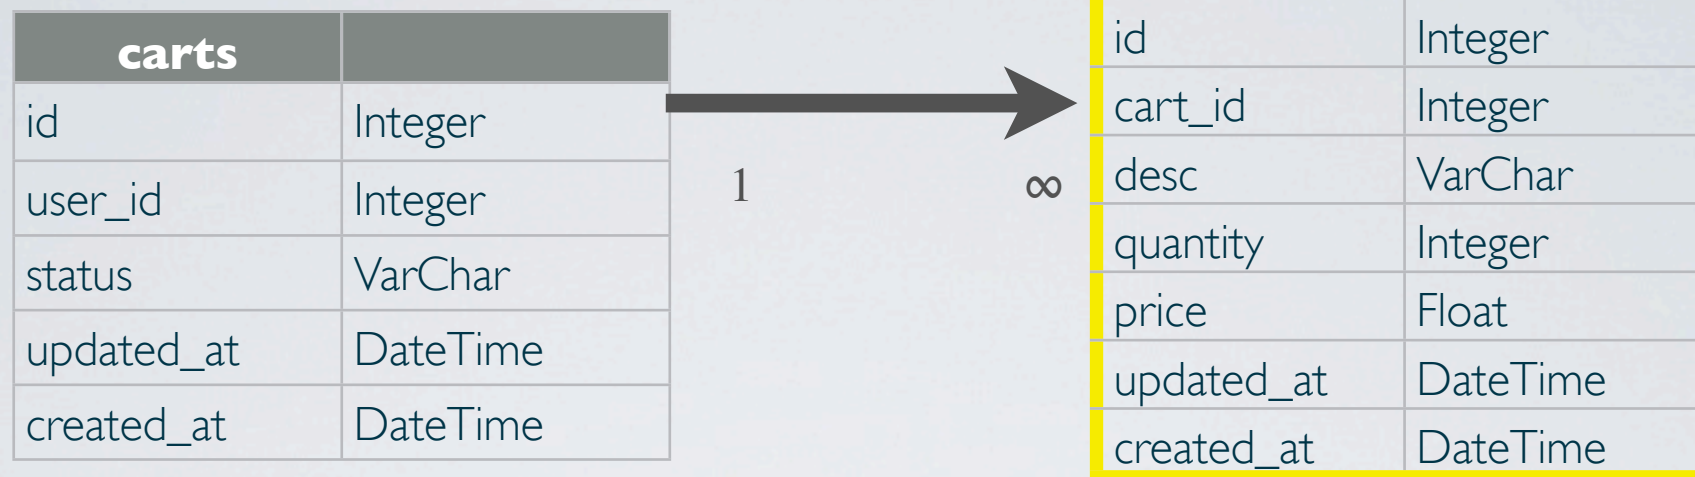 carts
id Integer
user_id Integer
status VarChar
updated_at DateTime
created_at DateTime
1 ∞
id Integer
cart_id Integer
desc VarChar
quantity Integer
price Float
updated_at DateTime
created_at DateTime